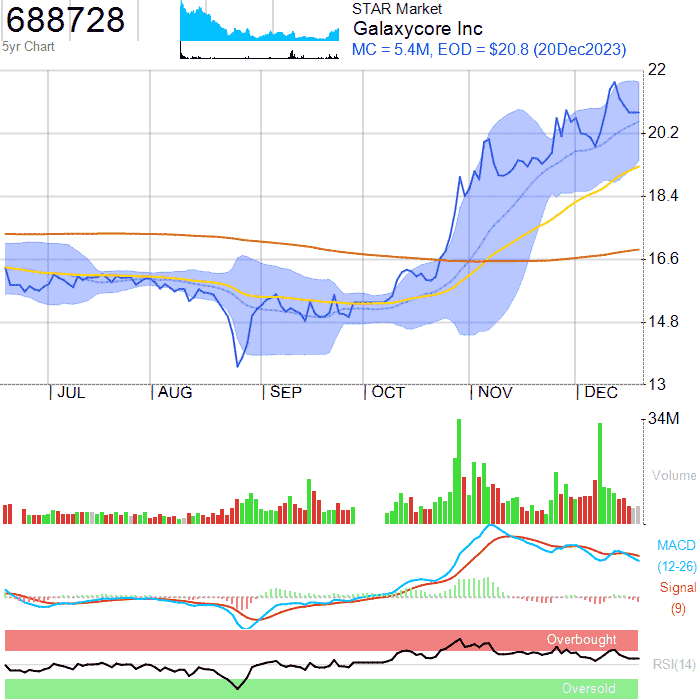 688728
5yr Chart
STAR Market
Galaxycore Inc
MC = 5.4M, EOD = $20.8 (20Dec2023)
22
20.2
18.4
16.6
14.8
13
JUL AUG SEP OCT NOV DEC
34M
Volume
MACD
(12-26)
Signal
(9)
Overbought
RSI(14)
Oversold